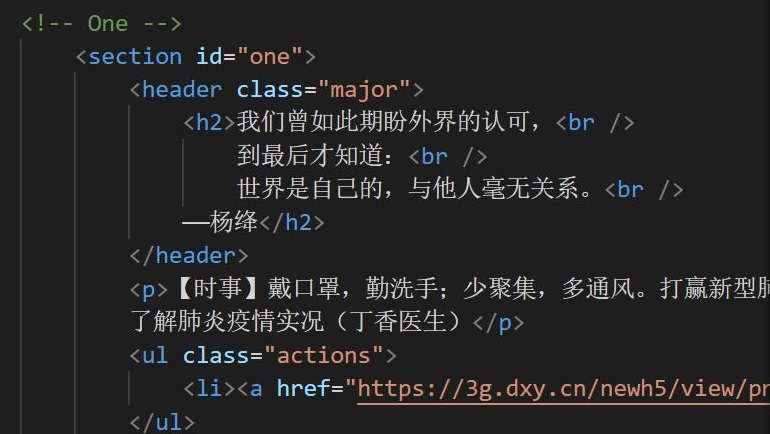 <!-- One -->
<section id="one">
<header class="major">
<h2>我们曾如此期盼外界的认可，<br />
到最后才知道：<br />
世界是自己的，与他人毫无关系。<br />
——杨绛</h2>
</header>
<p>【时事】戴口罩，勤洗手；少聚集，多通风。打赢新型肺
了解肺炎疫情实况（丁香医生）</p>
<ul class="actions">
<li><a href="https://3g.dxy.cn/newh5/view/pn
</ul>